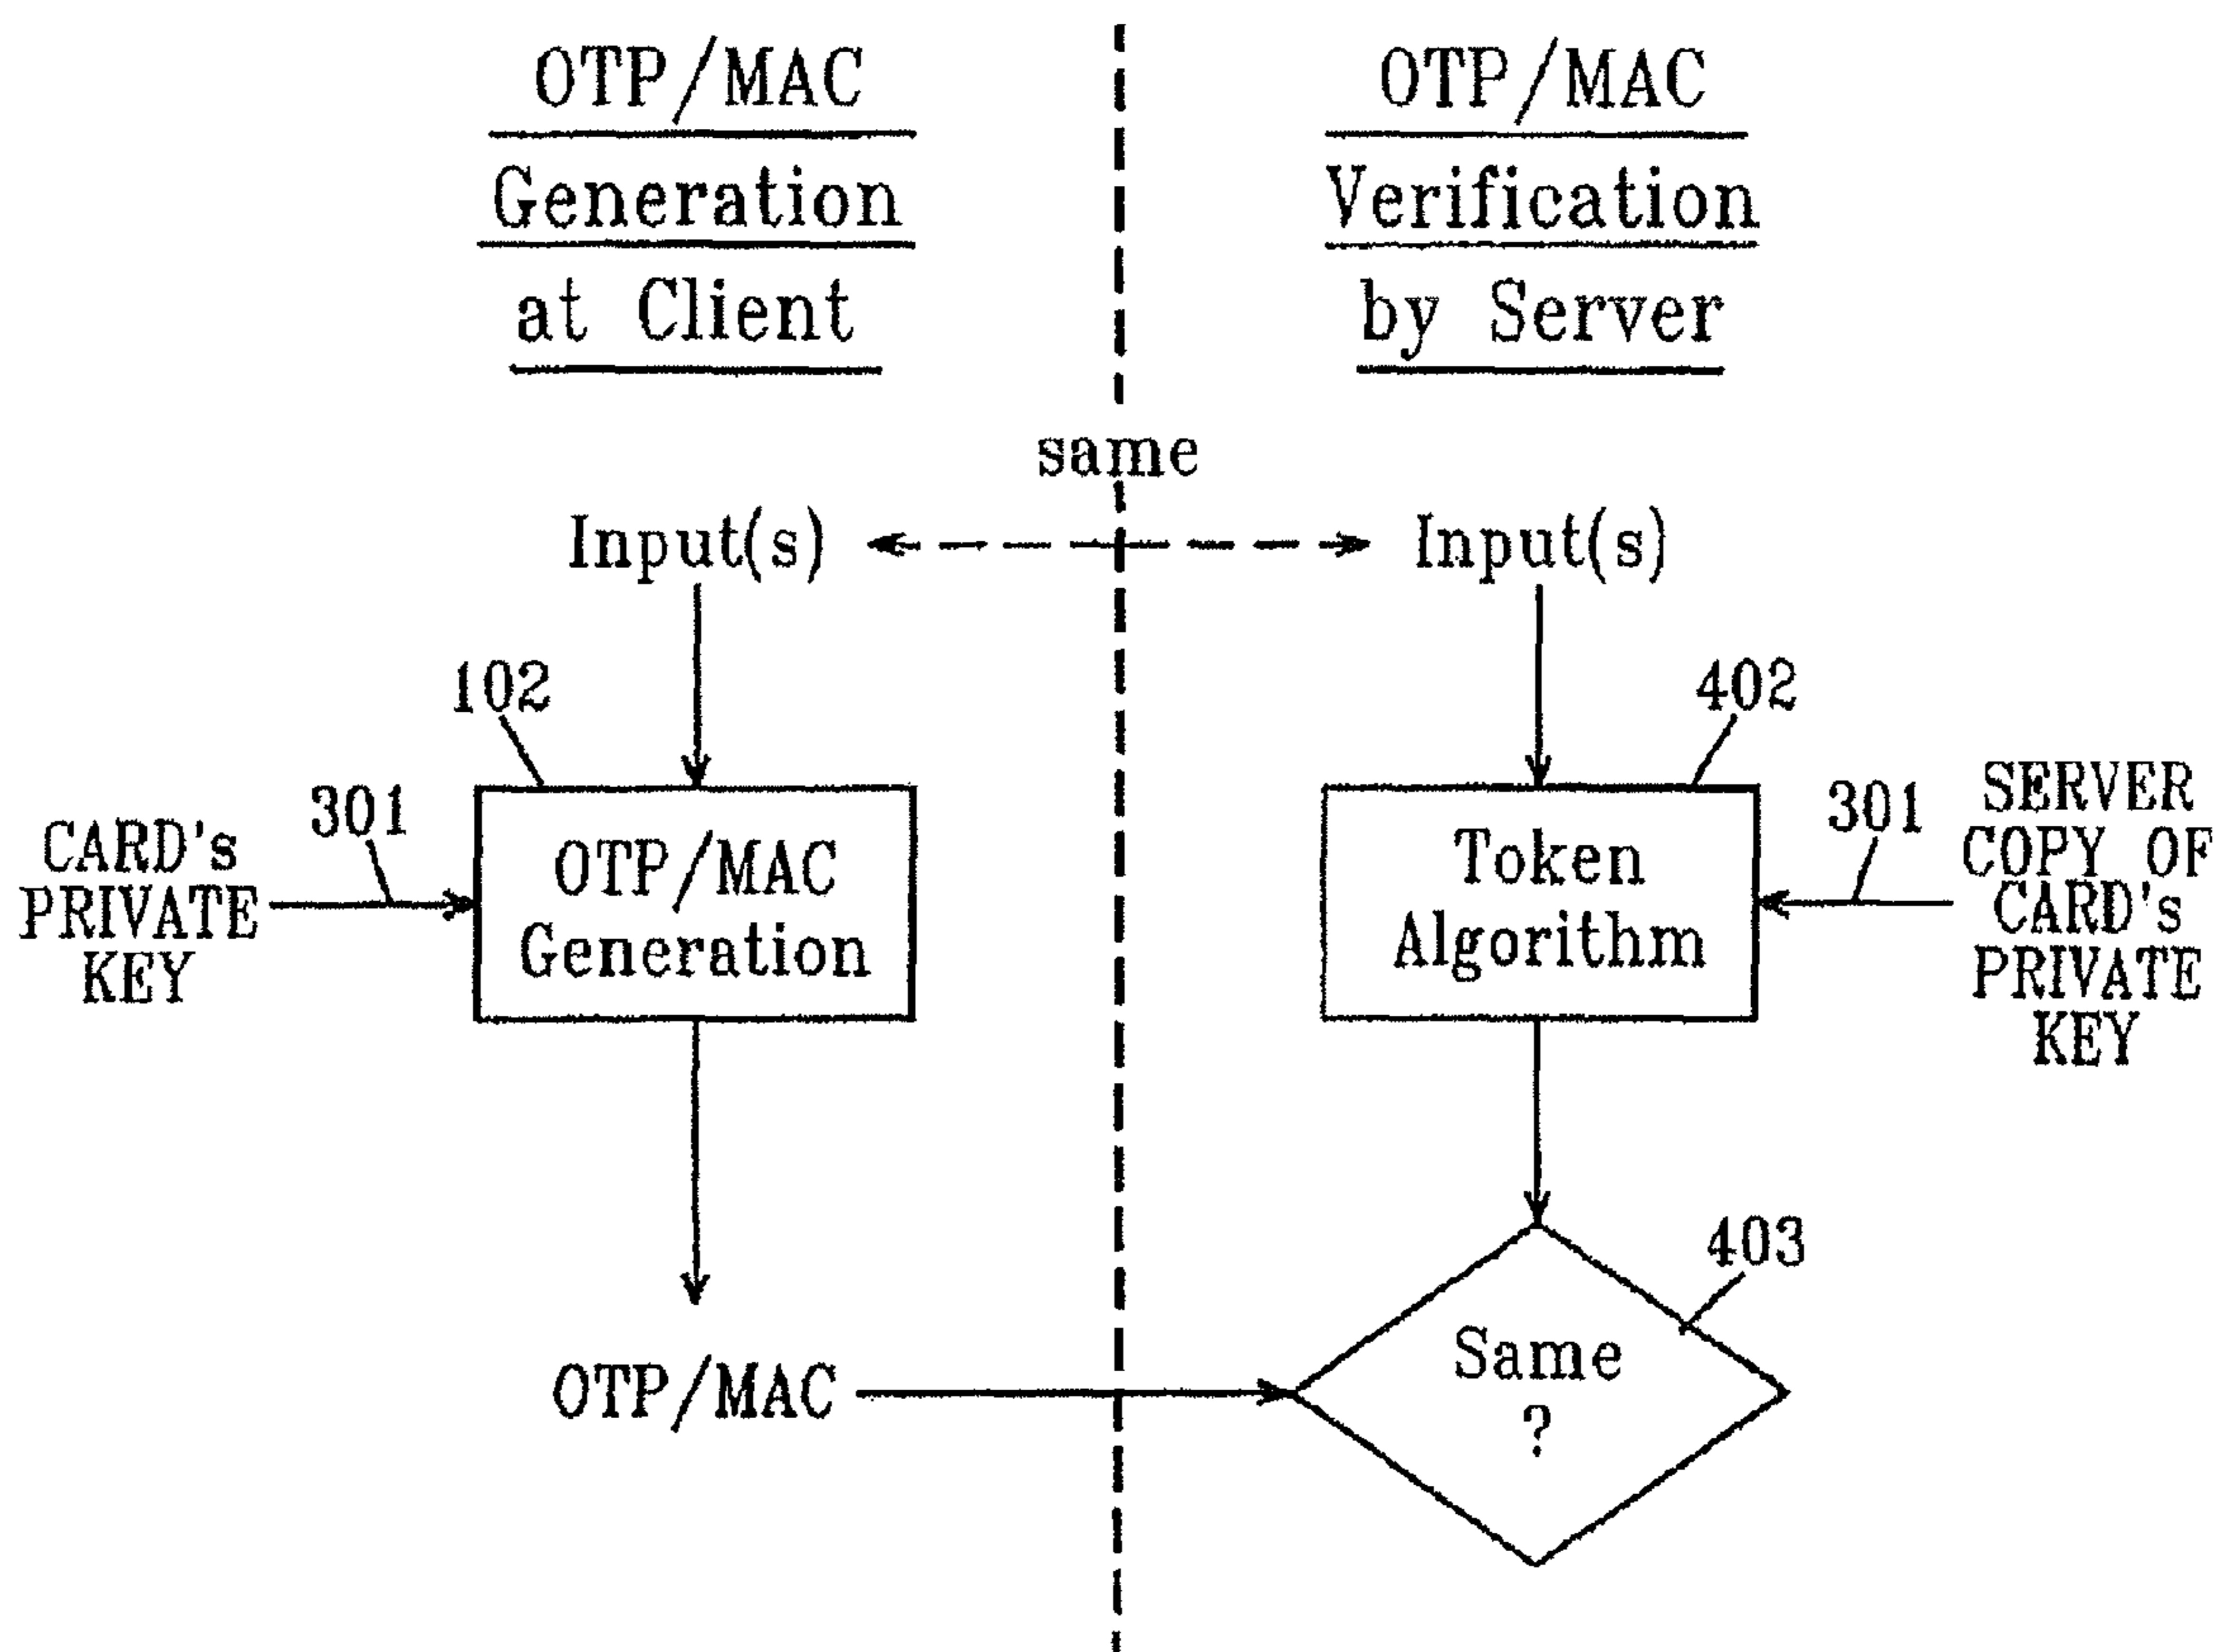 OTP/MAC
Generation
at Client
OTP/MAC
Verification
by Server
same
Input(s)
Input(s)
102
402
301
CARD's
PRIVATE
KEY
OTP/MAC
Generation
Token
Algorithm
301
SERVER
COPY OF
CARD's
PRIVATE
KEY
403
OTP/MAC
Same
?